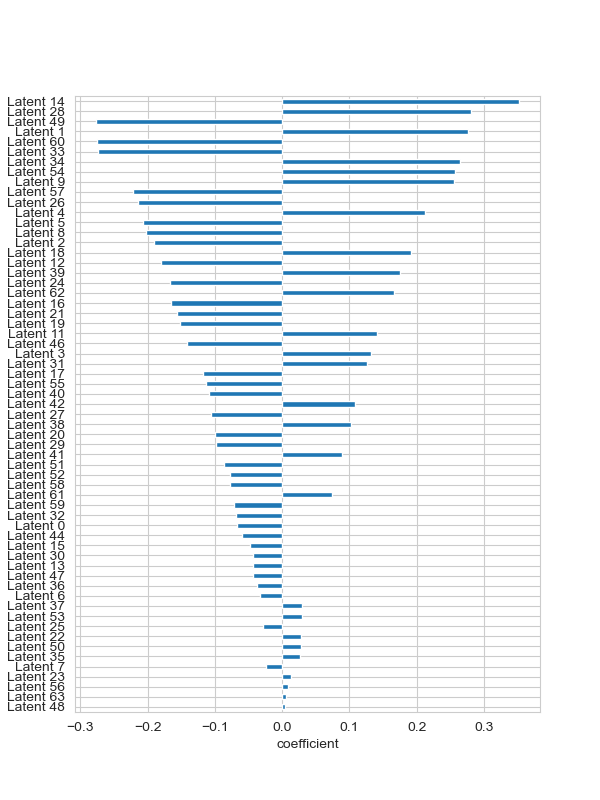 Latent 14
Latent 28
Latent 49
Latent 1
Latent 60
Latent 33
Latent 34
Latent 54
Latent 9
Latent 57
Latent 26
Latent 4
Latent 5
Latent 8
Latent 2
Latent 18
Latent 12
Latent 39
Latent 24
Latent 62
Latent 16
Latent 21
Latent 19
Latent 11
Latent 46
Latent 3
Latent 31
Latent 17
Latent 55
Latent 40
Latent 42
Latent 27
Latent 38
Latent 20
Latent 29
Latent 41
Latent 51
Latent 52
Latent 58
Latent 61
Latent 59
Latent 32
Latent 0
Latent 44
Latent 15
Latent 30
Latent 13
Latent 47
Latent 36
Latent 6
Latent 37
Latent 53
Latent 25
Latent 22
Latent 50
Latent 35
Latent 7
Latent 23
Latent 56
Latent 63
Latent 48
−0.3 −0.2 −0.1 0.0 0.1 0.2 0.3
coefficient